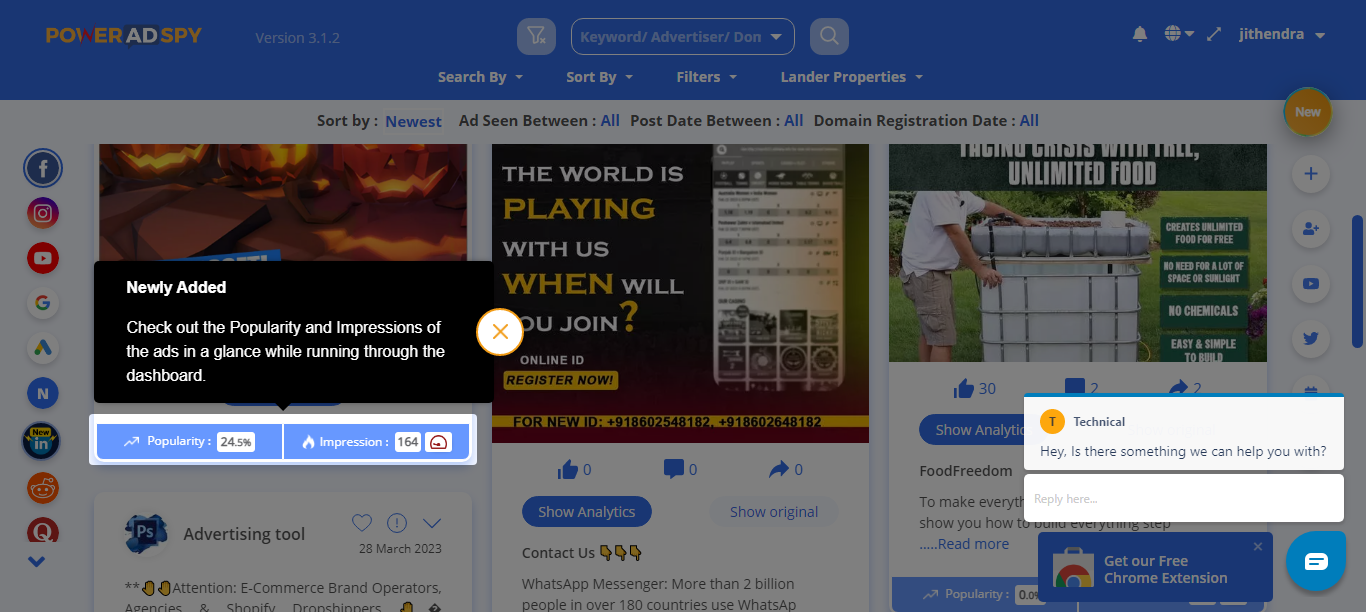 POWER AD SPY
Version 3.1.2
Keyword/ Advertiser/ Don
jithendra
Search By
Sort By
Filters
Lander Properties
Sort by : Newest Ad Seen Between : All Post Date Between : All Domain Registration Date : All
New
Newly Added
Check out the Popularity and Impressions of
the ads in a glance while running through the
dashboard.
Popularity : 24.5%
Impression : 164
New
in
N
Ps
Advertising tool
28 March 2023
**🤚🤚Attention: E-Commerce Brand Operators,
Agencies & Shopify Dropshippers 🤚 �
THE WORLD IS
PLAYING
WITH US
WHEN WILL
OU JOIN?
ONLINE ID
REGISTER NOW!
FOR NEW ID: +918602548182, +918602648182
0 0 0
Show Analytics
Show original
Contact Us 👇👇👇
WhatsApp Messenger: More than 2 billion
people in over 180 countries use WhatsApp
FACING CRISIS WITH FREE,
UNLIMITED FOOD
CREATES UNLIMITED
FOOD FOR FREE
NO NEED FOR A LOT OF
SPACE OR SUNLIGHT
NO CHEMICALS
EASY & SIMPLE
TO BUILD
30 2 2
Show Analytic
FoodFreedom
To make everyth
show you how to build everything step
.....Read more
Popularity : 0.0%
T Technical
Hey, Is there something we can help you with?
Reply here...
Get our Free
Chrome Extension